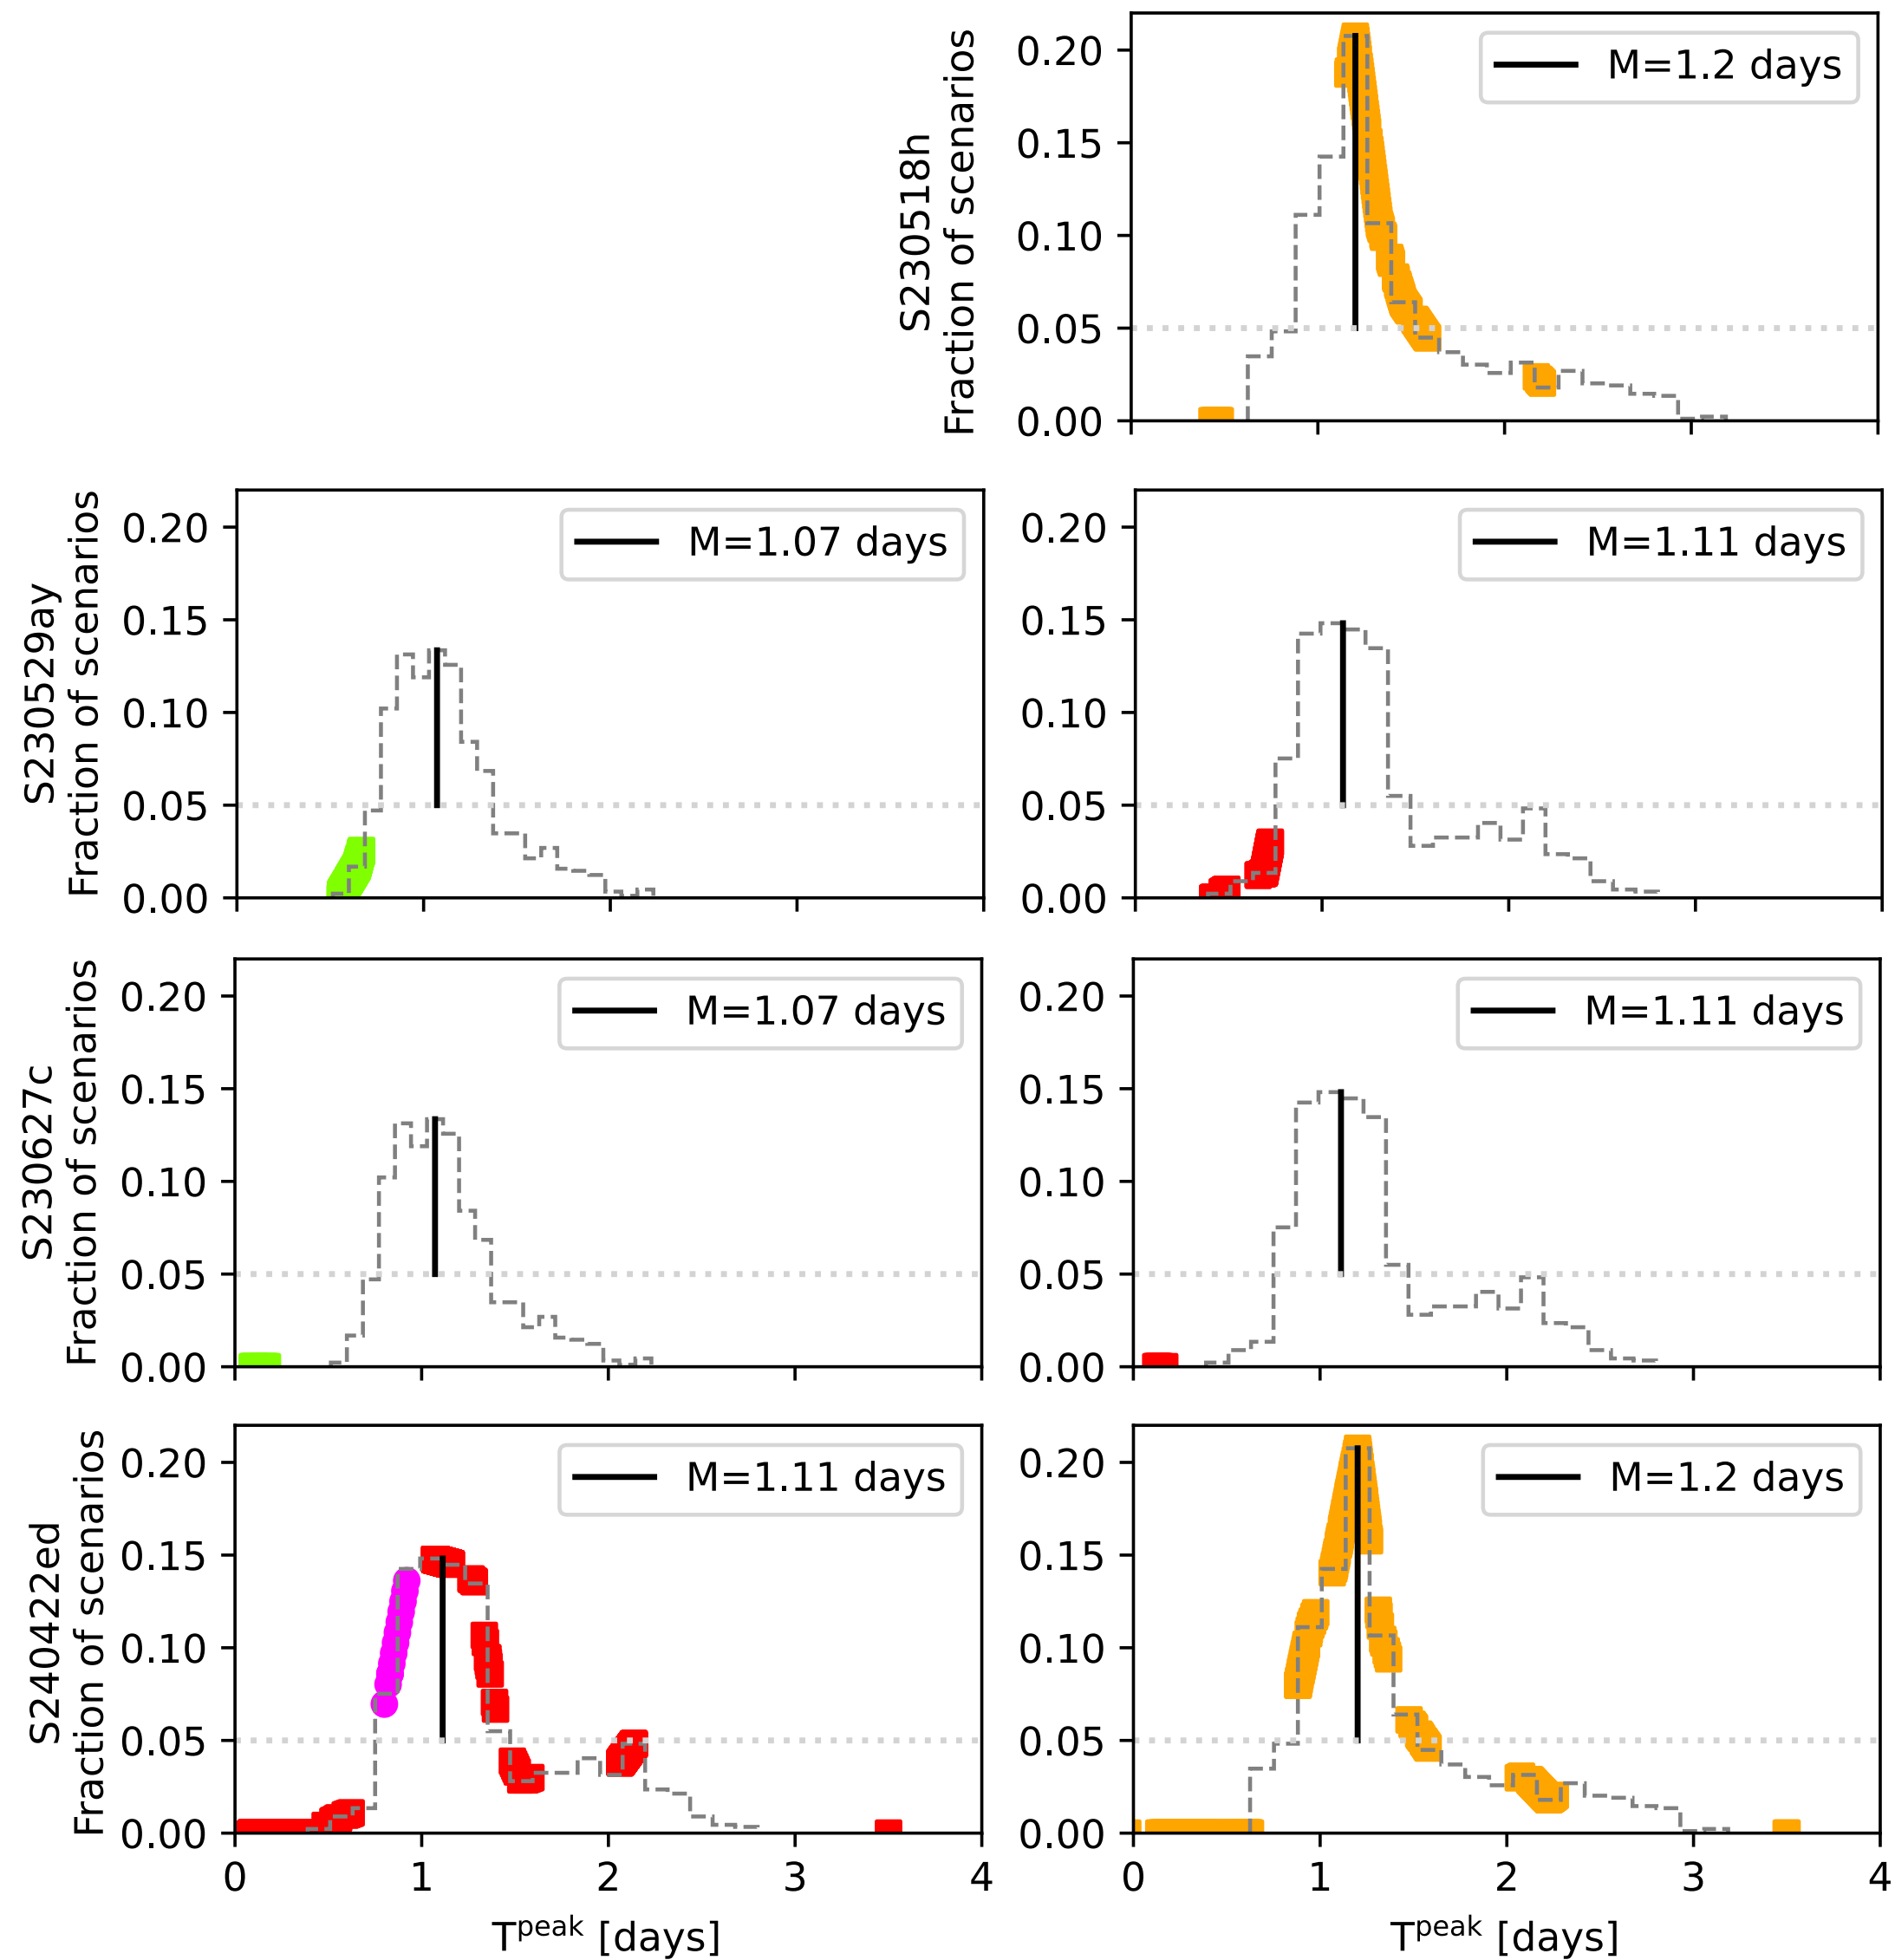 S230518h
Fraction of scenarios
0.20
0.15
0.10
0.05
0.00
M=1.2 days
S230529ay
Fraction of scenarios
0.20
0.15
0.10
0.05
0.00
M=1.07 days
0.20
0.15
0.10
0.05
0.00
M=1.11 days
S230627c
Fraction of scenarios
0.20
0.15
0.10
0.05
0.00
M=1.07 days
0.20
0.15
0.10
0.05
0.00
M=1.11 days
S240422ed
Fraction of scenarios
0.20
0.15
0.10
0.05
0.00
M=1.11 days
0 1 2 3 4
T^peak [days]
0.20
0.15
0.10
0.05
0.00
M=1.2 days
0 1 2 3 4
T^peak [days]